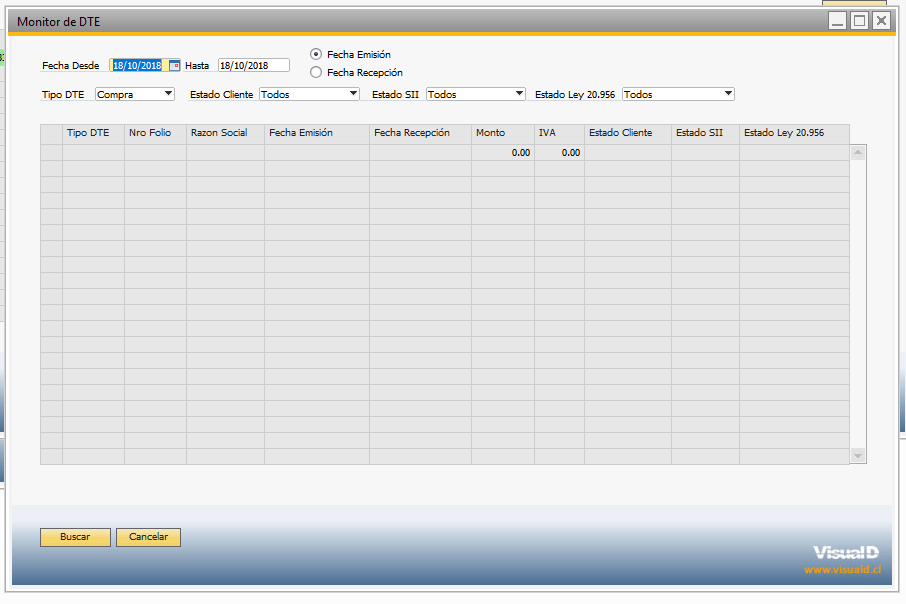 Monitor de DTE
Fecha Desde 18/10/2018 Hasta 18/10/2018
Fecha Emisión
Fecha Recepción
Tipo DTE Compra Estado Cliente Todos Estado SII Todos Estado Ley 20.956 Todos
Tipo DTE Nro Folio Razon Social Fecha Emisión Fecha Recepción Monto IVA Estado Cliente Estado SII Estado Ley 20.956
0.00 0.00
Buscar Cancelar
VisualD
www.visuald.cl